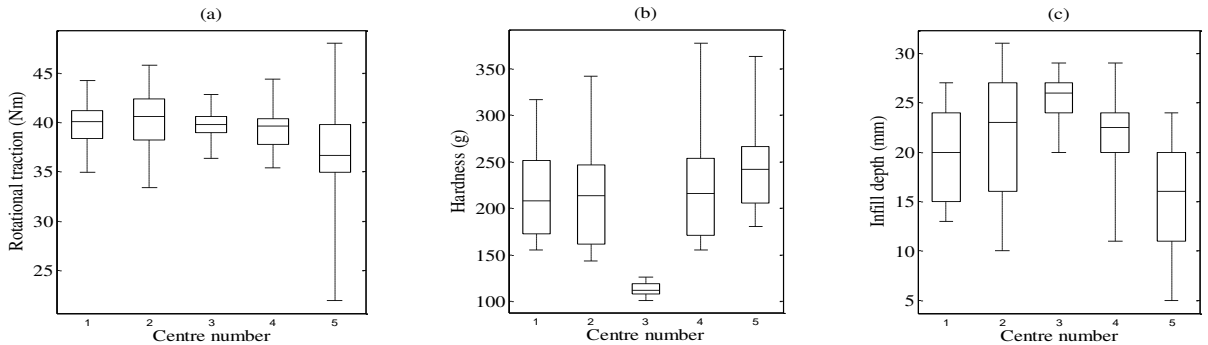 (a)
(b)
(c)
45
40
35
30
25
Rotational traction (Nm)
1 2 3 4 5
Centre number
350
300
250
200
150
100
Hardness (g)
1 2 3 4 5
Centre number
30
25
20
15
10
5
Infill depth (mm)
1 2 3 4 5
Centre number